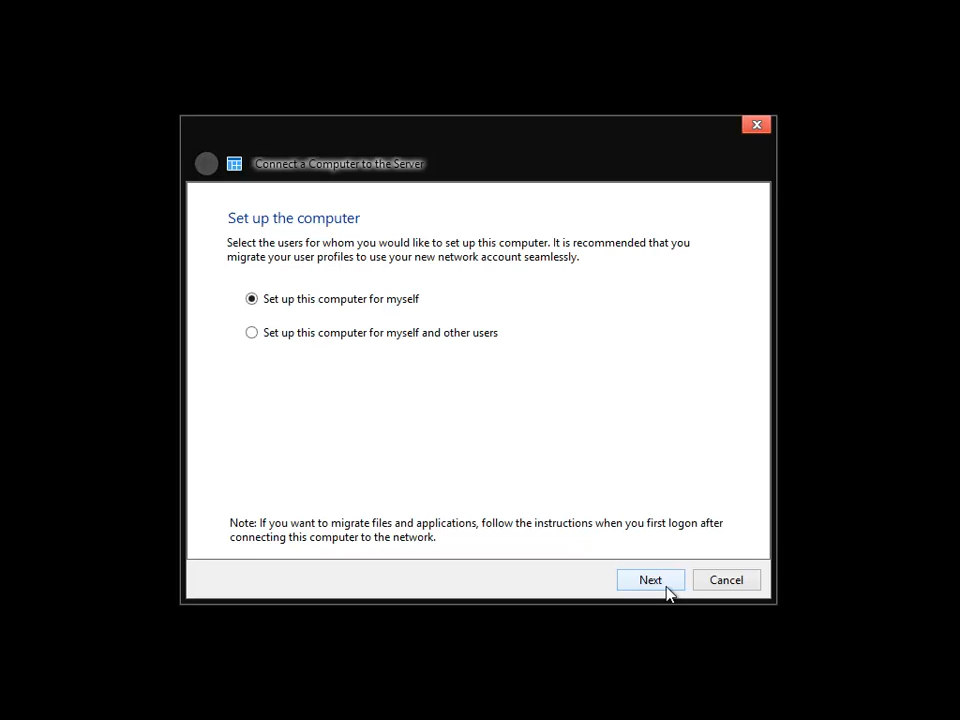 Connect a Computer to the Server
Set up the computer
Select the users for whom you would like to set up this computer. It is recommended that you
migrate your user profiles to use your new network account seamlessly.
Set up this computer for myself
Set up this computer for myself and other users
Note: If you want to migrate files and applications, follow the instructions when you first logon after
connecting this computer to the network.
Next
Cancel